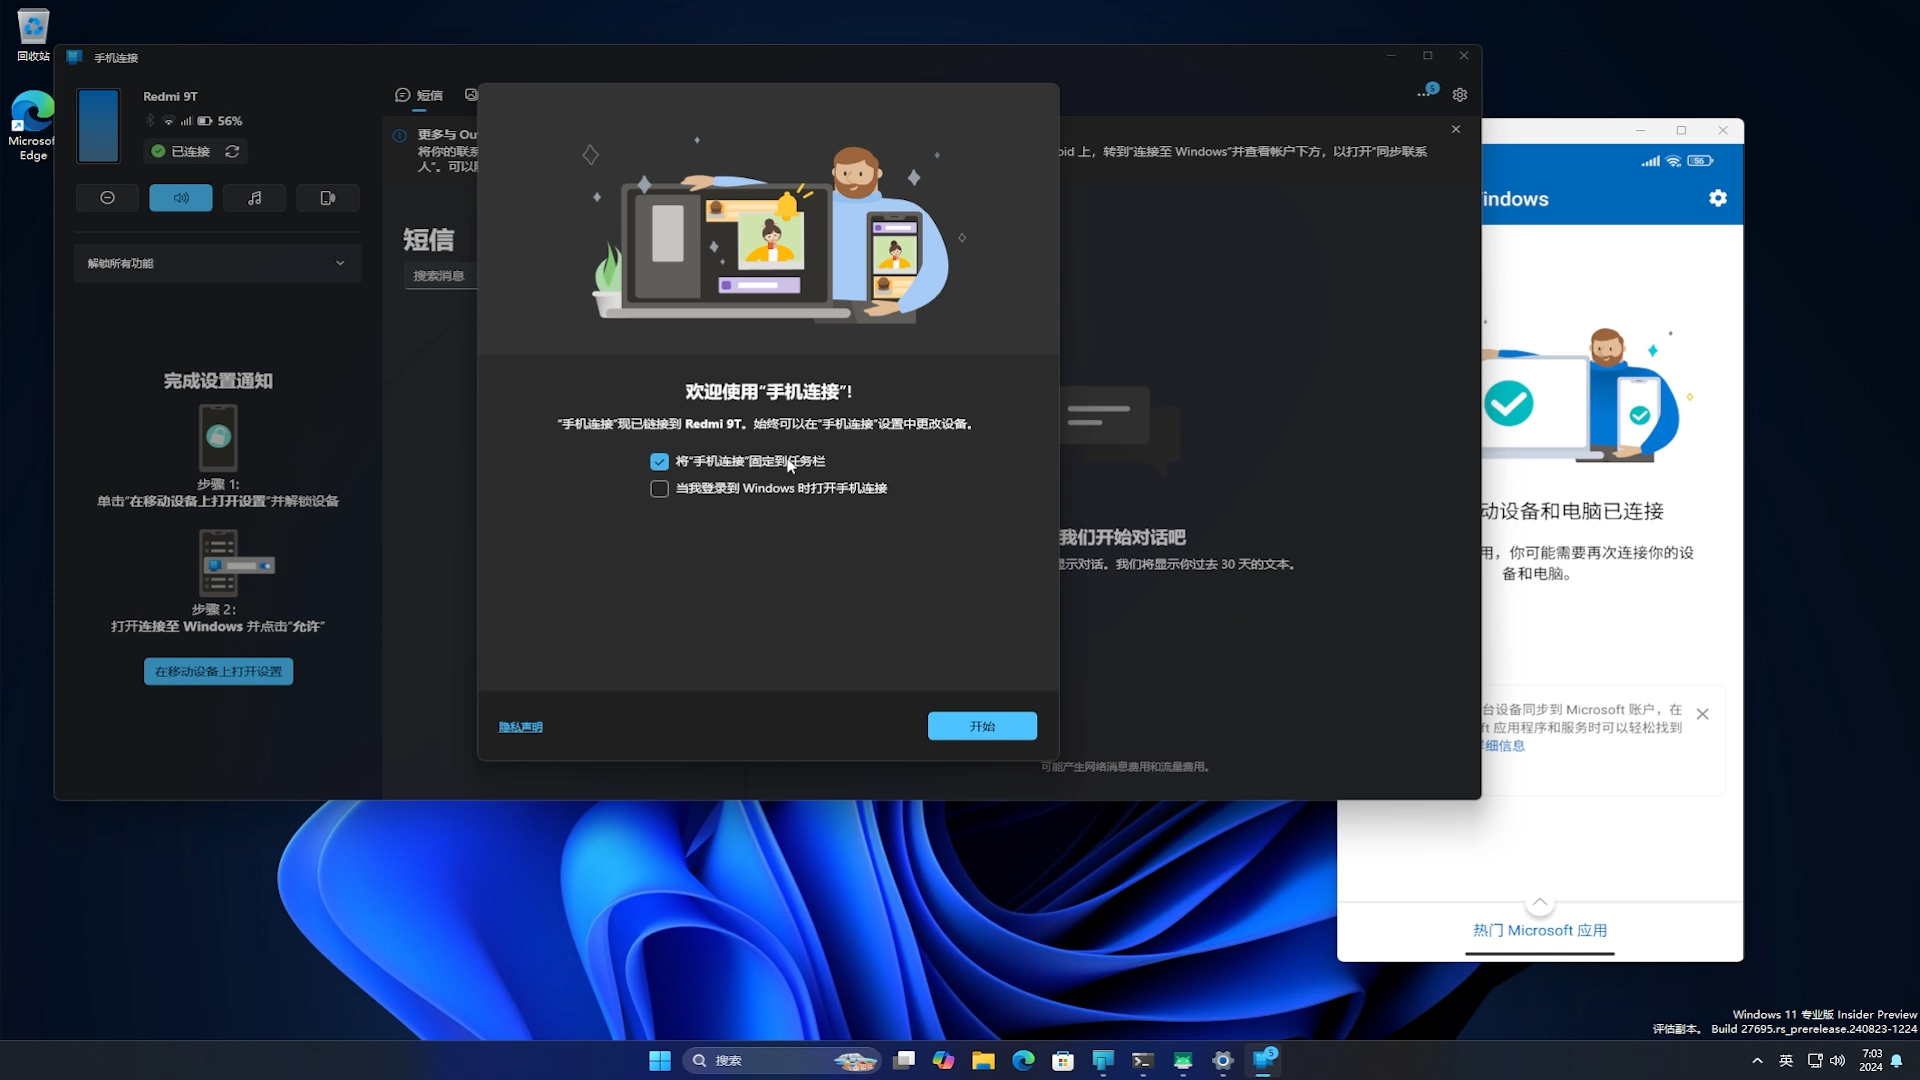 回收站
Microsoft
Edge
手机连接
Redmi 9T
56%
已连接
解锁所有功能
完成设置通知
步骤 1:
单击"在移动设备上打开设置"并解锁设备
步骤 2:
打开连接至 Windows 并点击"允许"
在移动设备上打开设置
短信
5
更多与 Ou
将你的联系
人"。可以
oid 上，转到"连接至 Windows"并查看帐户下方，以打开"同步联系
短信
搜索消息
欢迎使用"手机连接"!
"手机连接"现已链接到 Redmi 9T。始终可以在"手机连接"设置中更改设备。
将"手机连接"固定到任务栏
当我登录到 Windows 时打开手机连接
隐私声明
开始
我们开始对话吧
显示对话。我们将显示你过去 30 天的文本。
可能产生网络消息费用和流量费用。
56
indows
动设备和电脑已连接
用，你可能需要再次连接你的设
备和电脑。
台设备同步到 Microsoft 账户，在
ft 应用程序和服务时可以轻松找到
详细信息
热门 Microsoft 应用
Windows 11 专业版 Insider Preview
评估副本。 Build 27695.rs_prerelease.240823-1224
搜索
5
英
7:03
2024